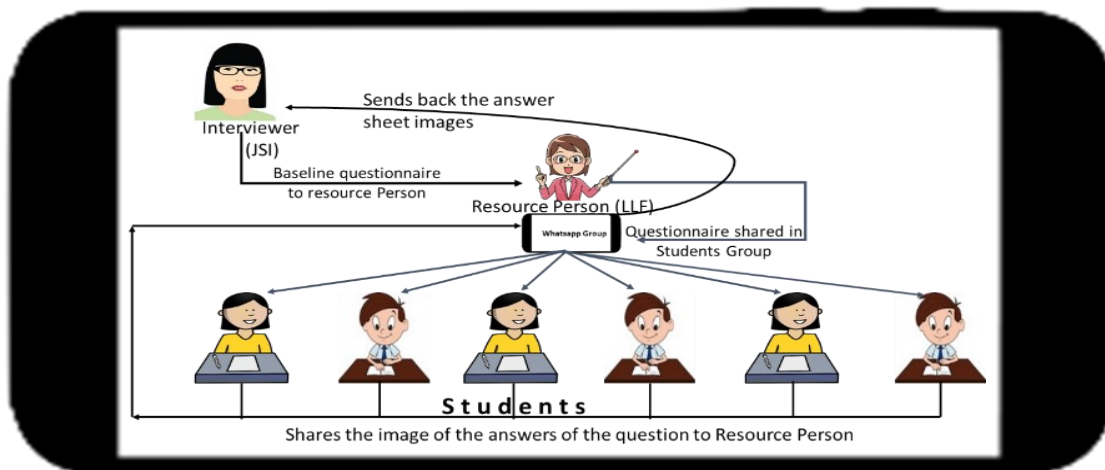 Sends back the answer
sheet images
Interviewer
(JSI)
Baseline questionnaire
to resource Person
Resource Person (LLF)
Whatsapp Group
Questionnaire shared in
Students Group
Students
Shares the image of the answers of the question to Resource Person